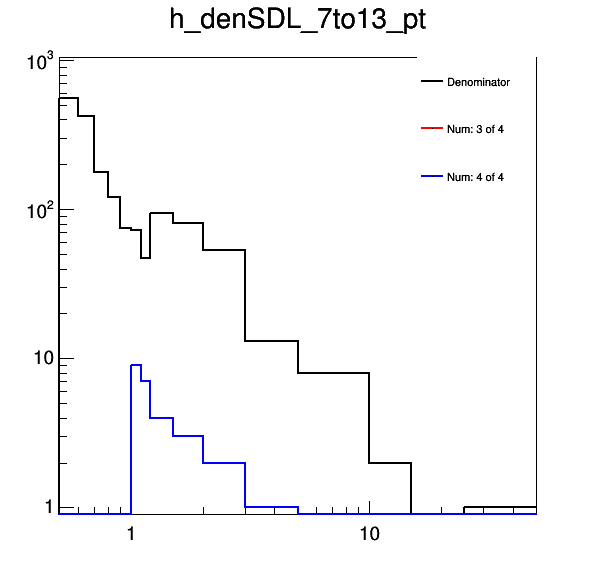 h_denSDL_7to13_pt
10³
Denominator
Num: 3 of 4
Num: 4 of 4
10²
10
1
1 10